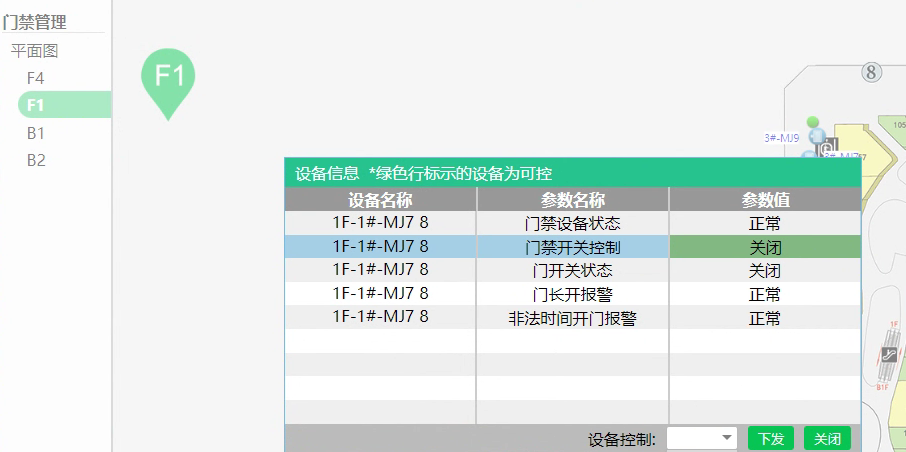 门禁管理
平面图
F4
F1
B1
B2
F1
8
105
3#-MJ9
设备信息 *绿色行标示的设备为可控
设备名称 参数名称 参数值
1F-1#-MJ7 8 门禁设备状态 正常
1F-1#-MJ7 8 门禁开关控制 关闭
1F-1#-MJ7 8 门开关状态 关闭
1F-1#-MJ7 8 门长开报警 正常
1F-1#-MJ7 8 非法时间开门报警 正常
1F
B1F
设备控制: 下发 关闭